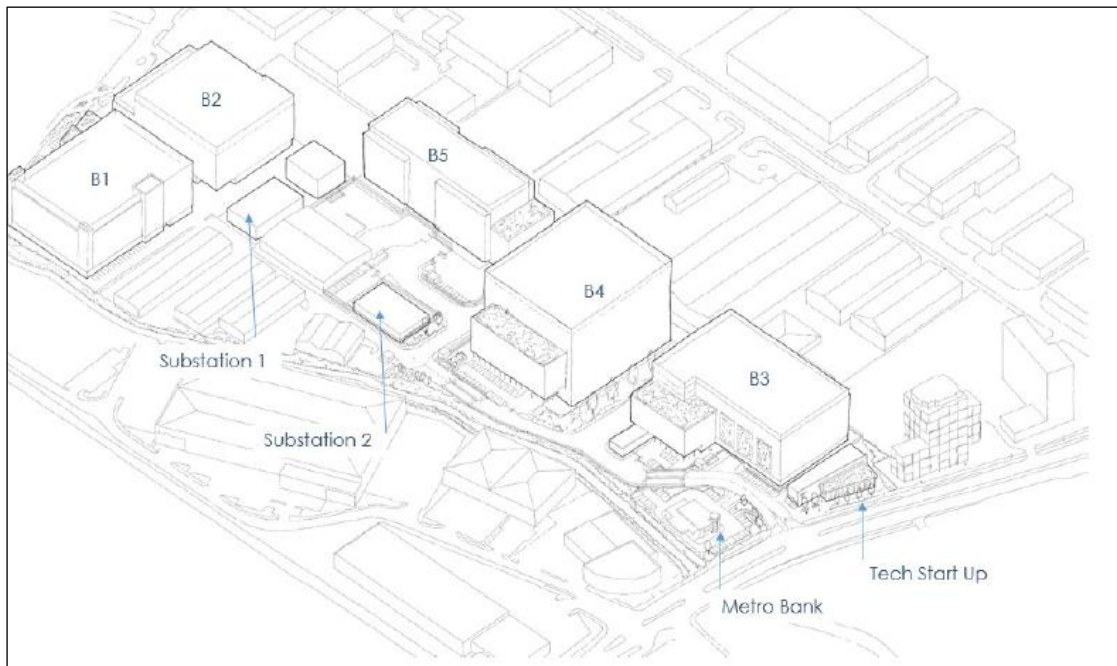 B2
B1
B5
B4
B3
Substation 1
Substation 2
Tech Start Up
Metro Bank